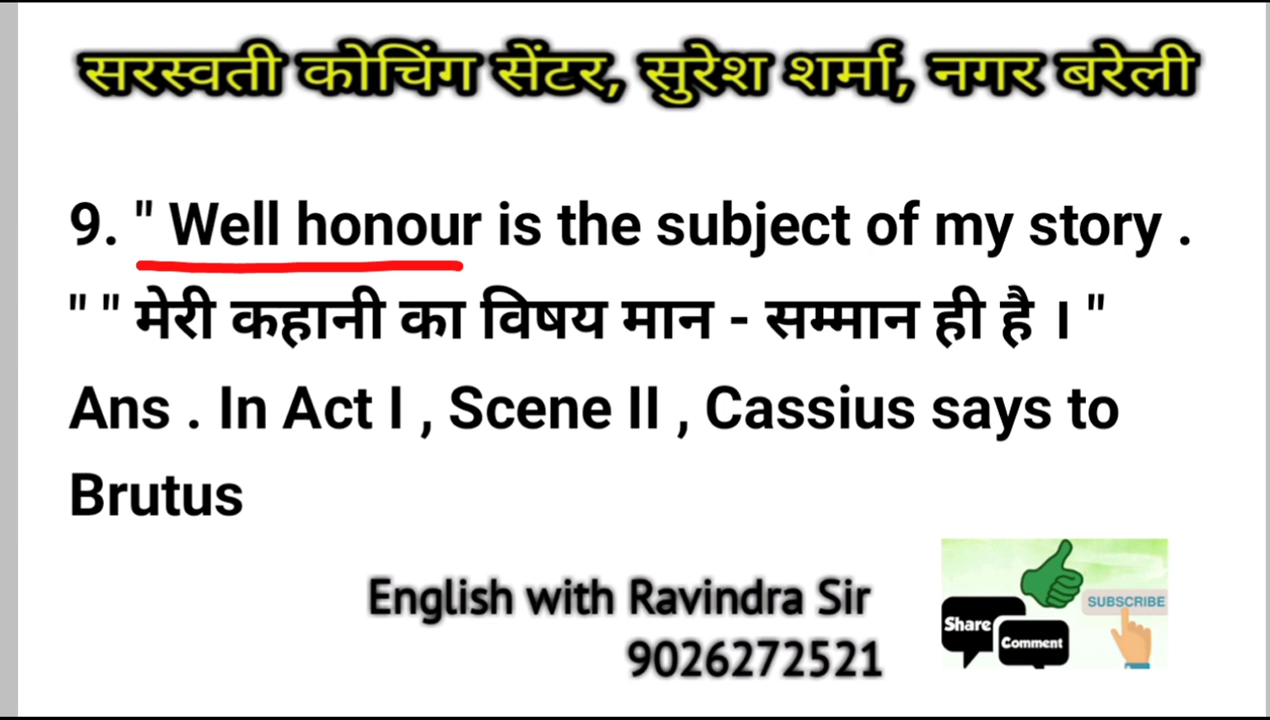 सरस्वती कोचिंग सेंटर, सुरेश शर्मा, नगर बरेली
9. " Well honour is the subject of my story .
" " मेरी कहानी का विषय मान - सम्मान ही है । "
Ans . In Act I , Scene II , Cassius says to
Brutus
English with Ravindra Sir
9026272521
SUBSCRIBE
Share
Comment